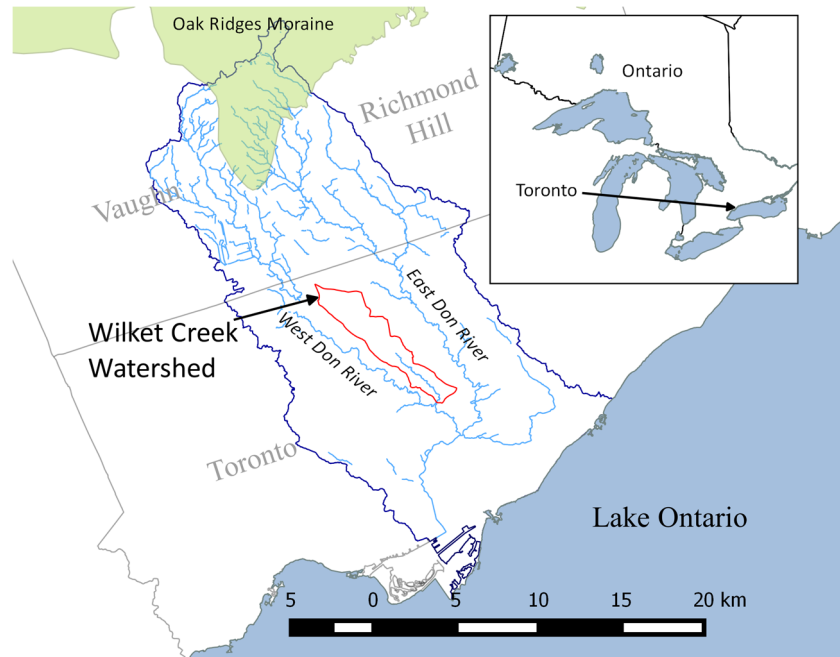 Oak Ridges Moraine
Ontario
Richmond
Hill
Toronto
Vaughn
East Don River
Wilket Creek
Watershed
West Don River
Toronto
Lake Ontario
5 0 5 10 15 20 km